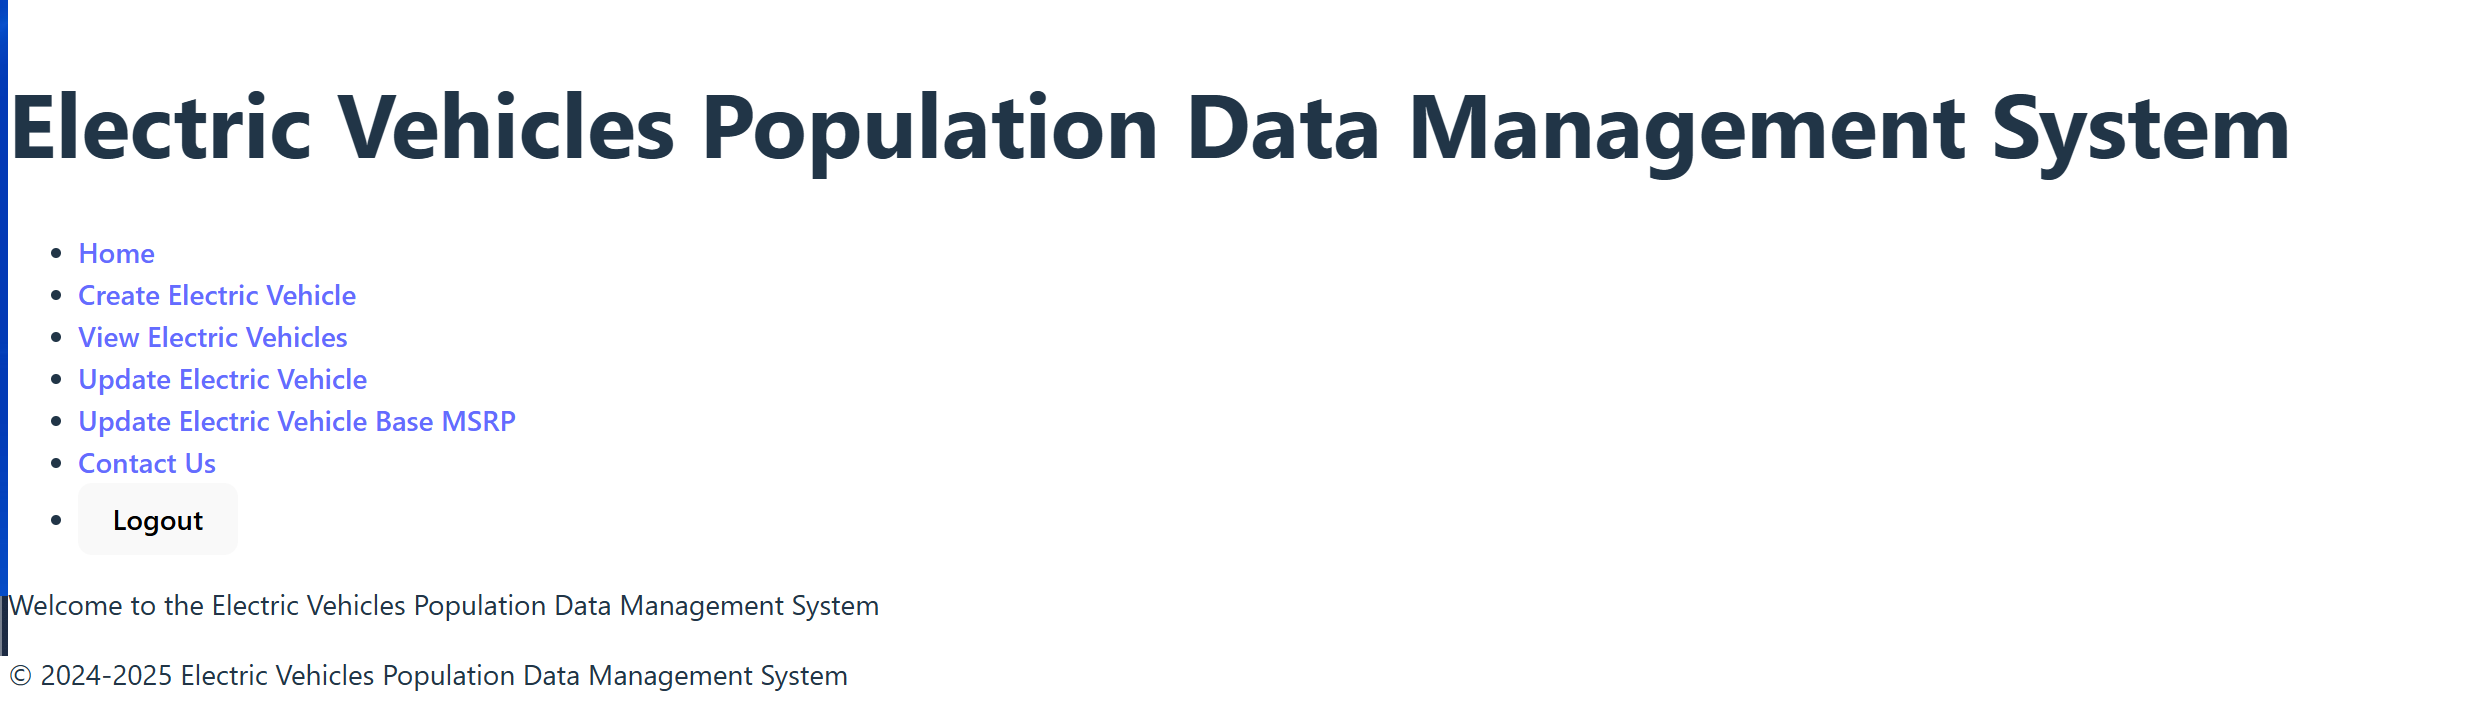 Electric Vehicles Population Data Management System
Home
Create Electric Vehicle
View Electric Vehicles
Update Electric Vehicle
Update Electric Vehicle Base MSRP
Contact Us
Logout
Welcome to the Electric Vehicles Population Data Management System
© 2024-2025 Electric Vehicles Population Data Management System